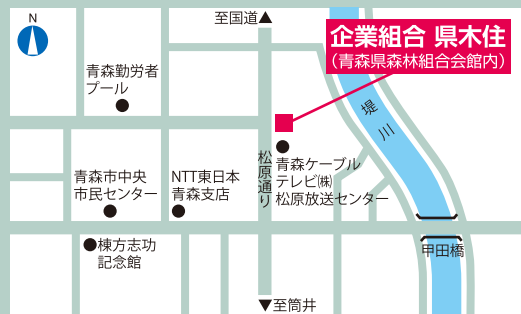 N
至国道▲
企業組合 県木住
（青森県森林組合会館内）
青森勤労者
プール
堤川
松原通り
青森ケーブル
テレビ㈱
松原放送センター
青森市中央
市民センター
NTT東日本
青森支店
棟方志功
記念館
甲田橋
▼至筒井